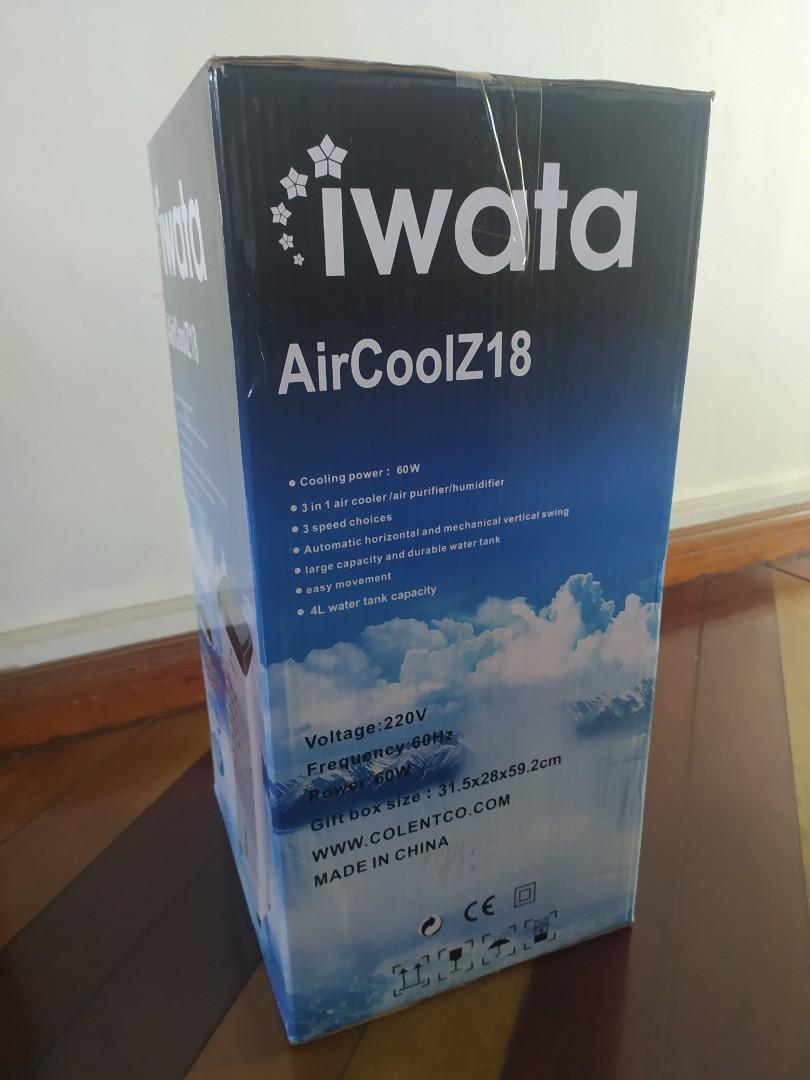 iwata
AirCoolZ18
Cooling power : 60W
3 in 1 air cooler /air purifier/humidifier
3 speed choices
Automatic horizontal and mechanical vertical swing
large capacity and durable water tank
easy movement
4L water tank capacity
Voltage:220V
Frequency:60Hz
Power:60W
Gift box size : 31.5x28x59.2cm
WWW.COLENTCO.COM
MADE IN CHINA
CE
iwata
AirCoolZ18